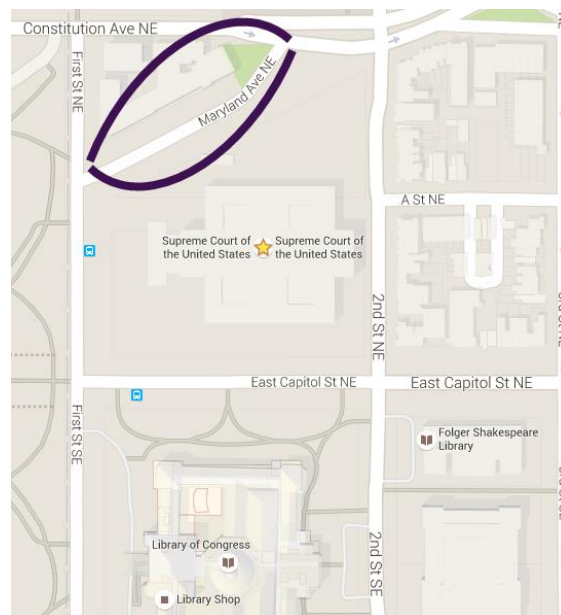 Constitution Ave NE
First St NE
Maryland Ave NE
A St NE
Supreme Court of
the United States
Supreme Court of
the United States
2nd St NE
East Capitol St NE
East Capitol St NE
First St SE
Folger Shakespeare
Library
Library of Congress
2nd St SE
Library Shop